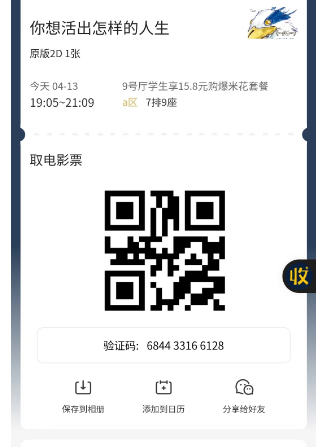 你想活出怎样的人生
原版2D 1张
今天 04-13
9号厅学生享15.8元购爆米花套餐
19:05~21:09
a区 7排9座
取电影票
收
验证码: 6844 3316 6128
保存到相册
添加到日历
分享给好友